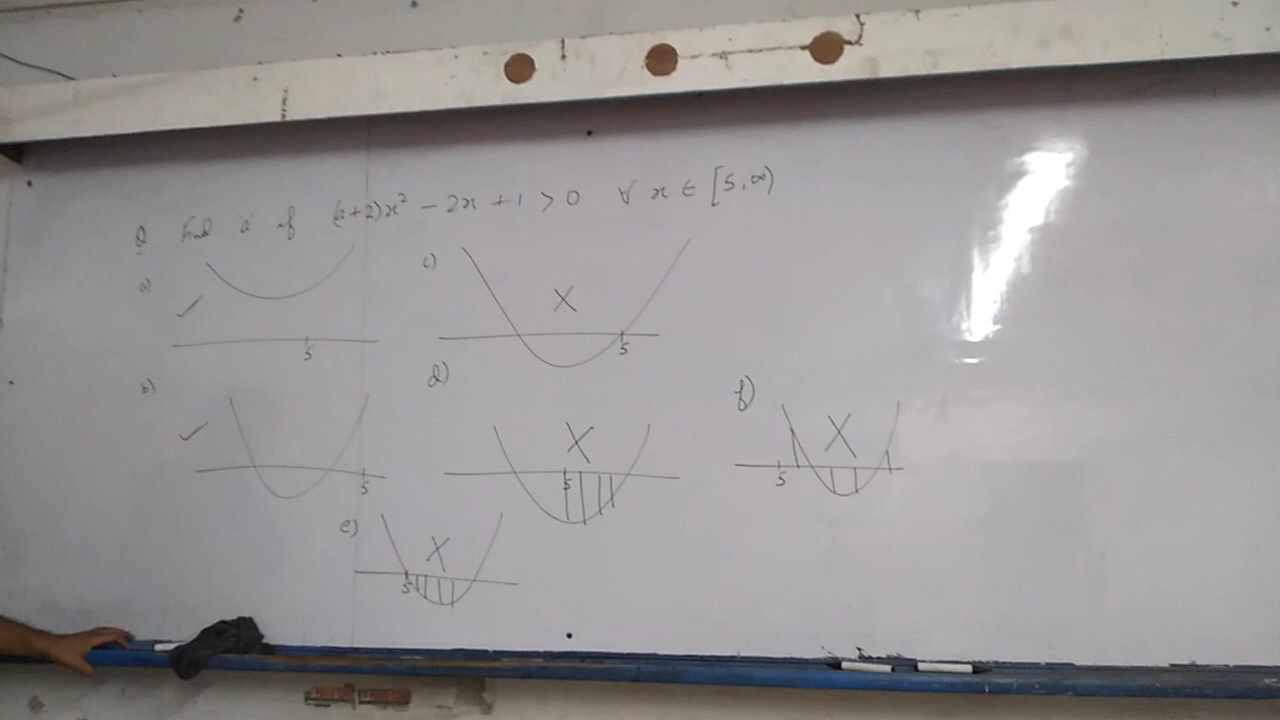 Q Find 'a' if (a+2)x² - 2x + 1 > 0 ∀ x ∈ [5,∞)
a) ✓ 5
c) X 5
b) ✓ 5
d) X 5
f) X 5
e) X 5